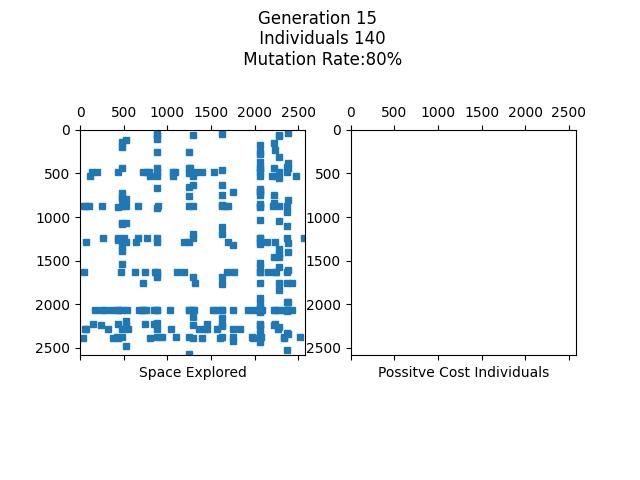 Generation 15
Individuals 140
Mutation Rate:80%
0 500 1000 1500 2000 2500
0 500 1000 1500 2000 2500
0
500
1000
1500
2000
2500
0
500
1000
1500
2000
2500
Space Explored
Possitve Cost Individuals